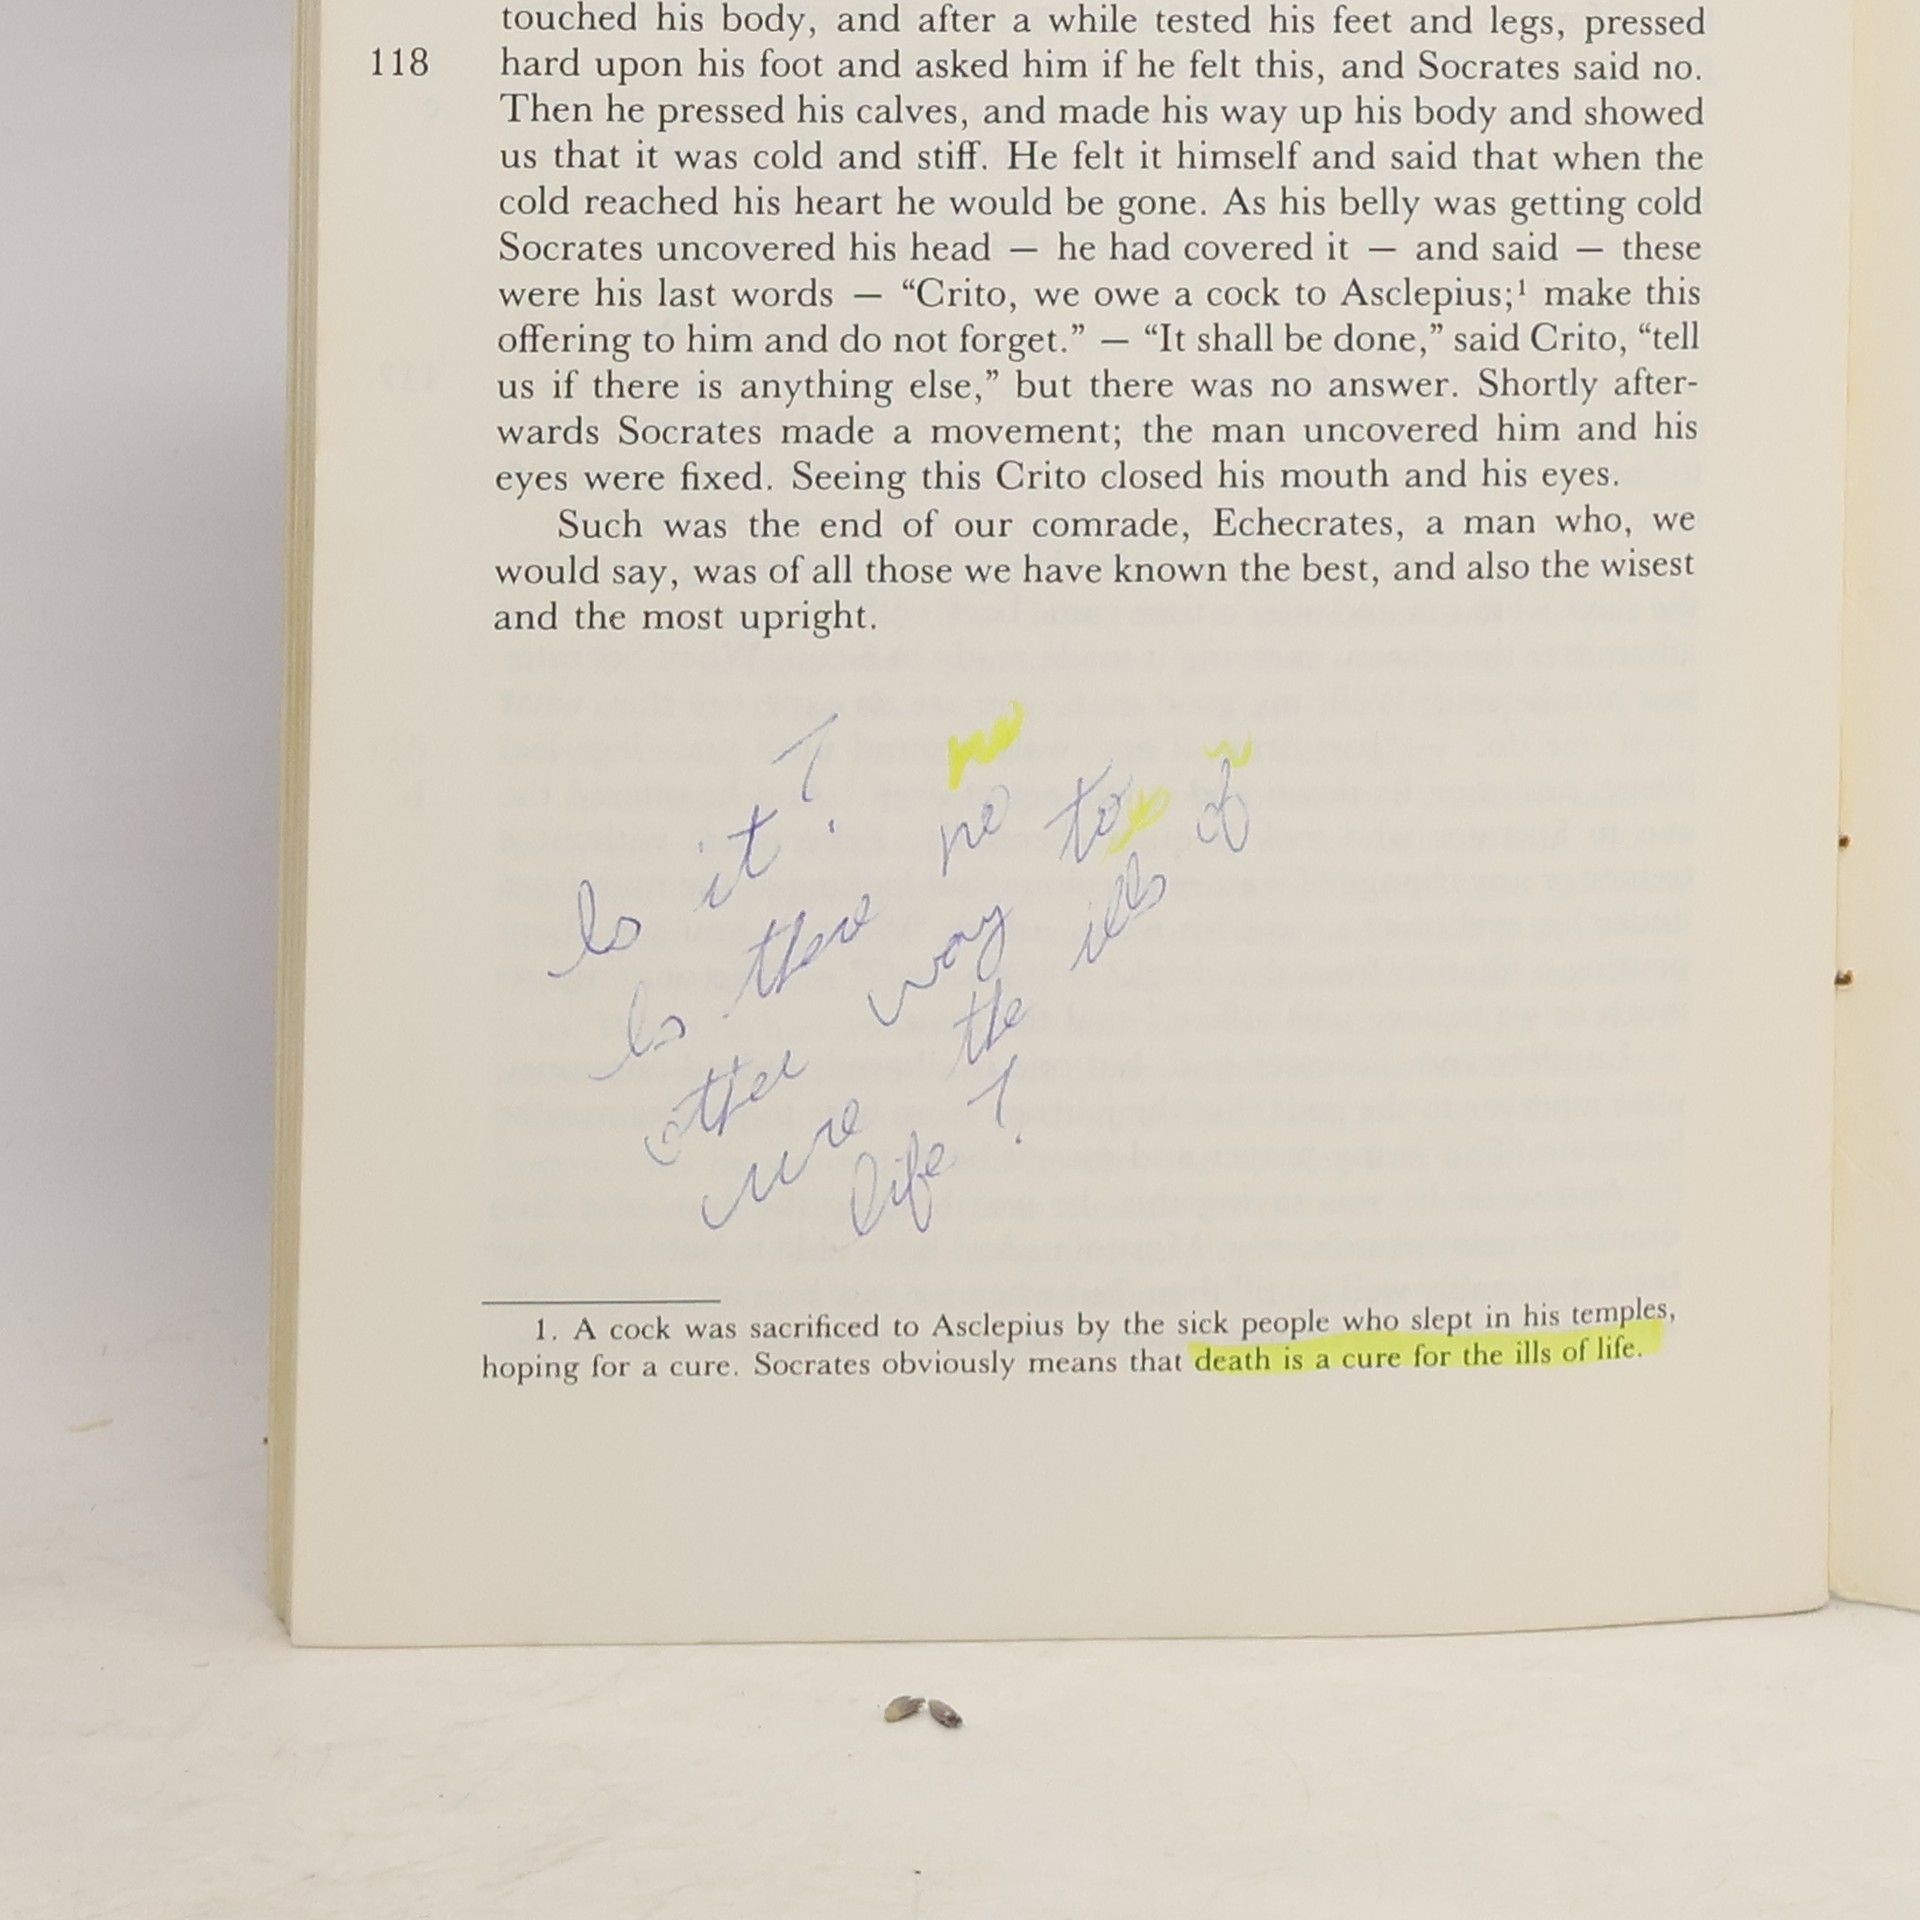 touched his body, and after a while tested his feet and legs, pressed
118 hard upon his foot and asked him if he felt this, and Socrates said no.
Then he pressed his calves, and made his way up his body and showed
us that it was cold and stiff. He felt it himself and said that when the
cold reached his heart he would be gone. As his belly was getting cold
Socrates uncovered his head — he had covered it — and said — these
were his last words — “Crito, we owe a cock to Asclepius;¹ make this
offering to him and do not forget.” — “It shall be done,” said Crito, “tell
us if there is anything else,” but there was no answer. Shortly after-
wards Socrates made a movement; the man uncovered him and his
eyes were fixed. Seeing this Crito closed his mouth and his eyes.
Such was the end of our comrade, Echecrates, a man who, we
would say, was of all those we have known the best, and also the wisest
and the most upright.
Is it?
Is there no
other way to
cure the ills of
life?
1. A cock was sacrificed to Asclepius by the sick people who slept in his temples,
hoping for a cure. Socrates obviously means that death is a cure for the ills of life.